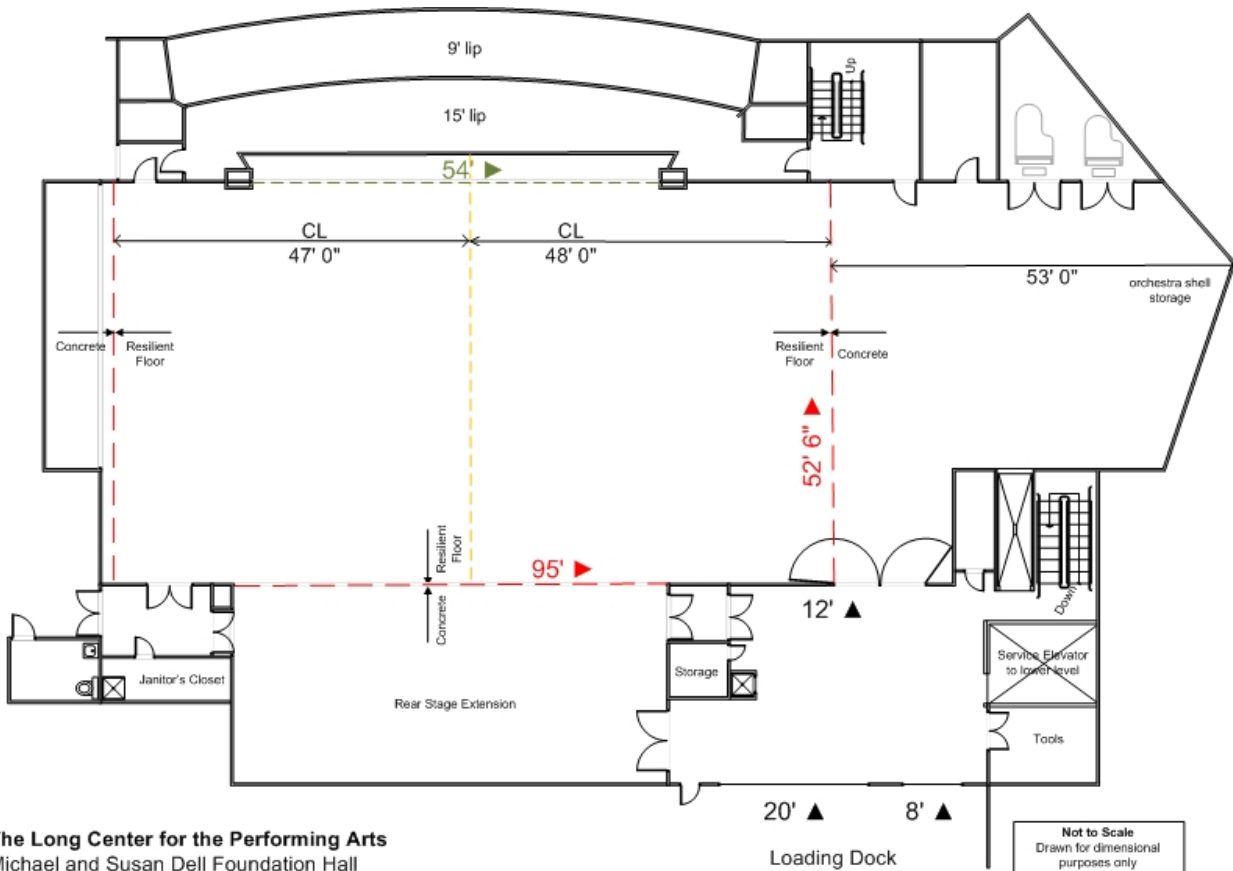 9' lip
15' lip
Up
54'
CL
47' 0"
CL
48' 0"
53' 0"
orchestra shell
storage
Concrete
Resilient
Floor
Resilient
Floor
Concrete
52' 6"
Resilient
Floor
95'
Concrete
12'
Down
Janitor's Closet
Storage
Service Elevator
to lower level
Rear Stage Extension
Tools
20'
8'
Loading Dock
The Long Center for the Performing Arts
Michael and Susan Dell Foundation Hall
Not to Scale
Drawn for dimensional
purposes only